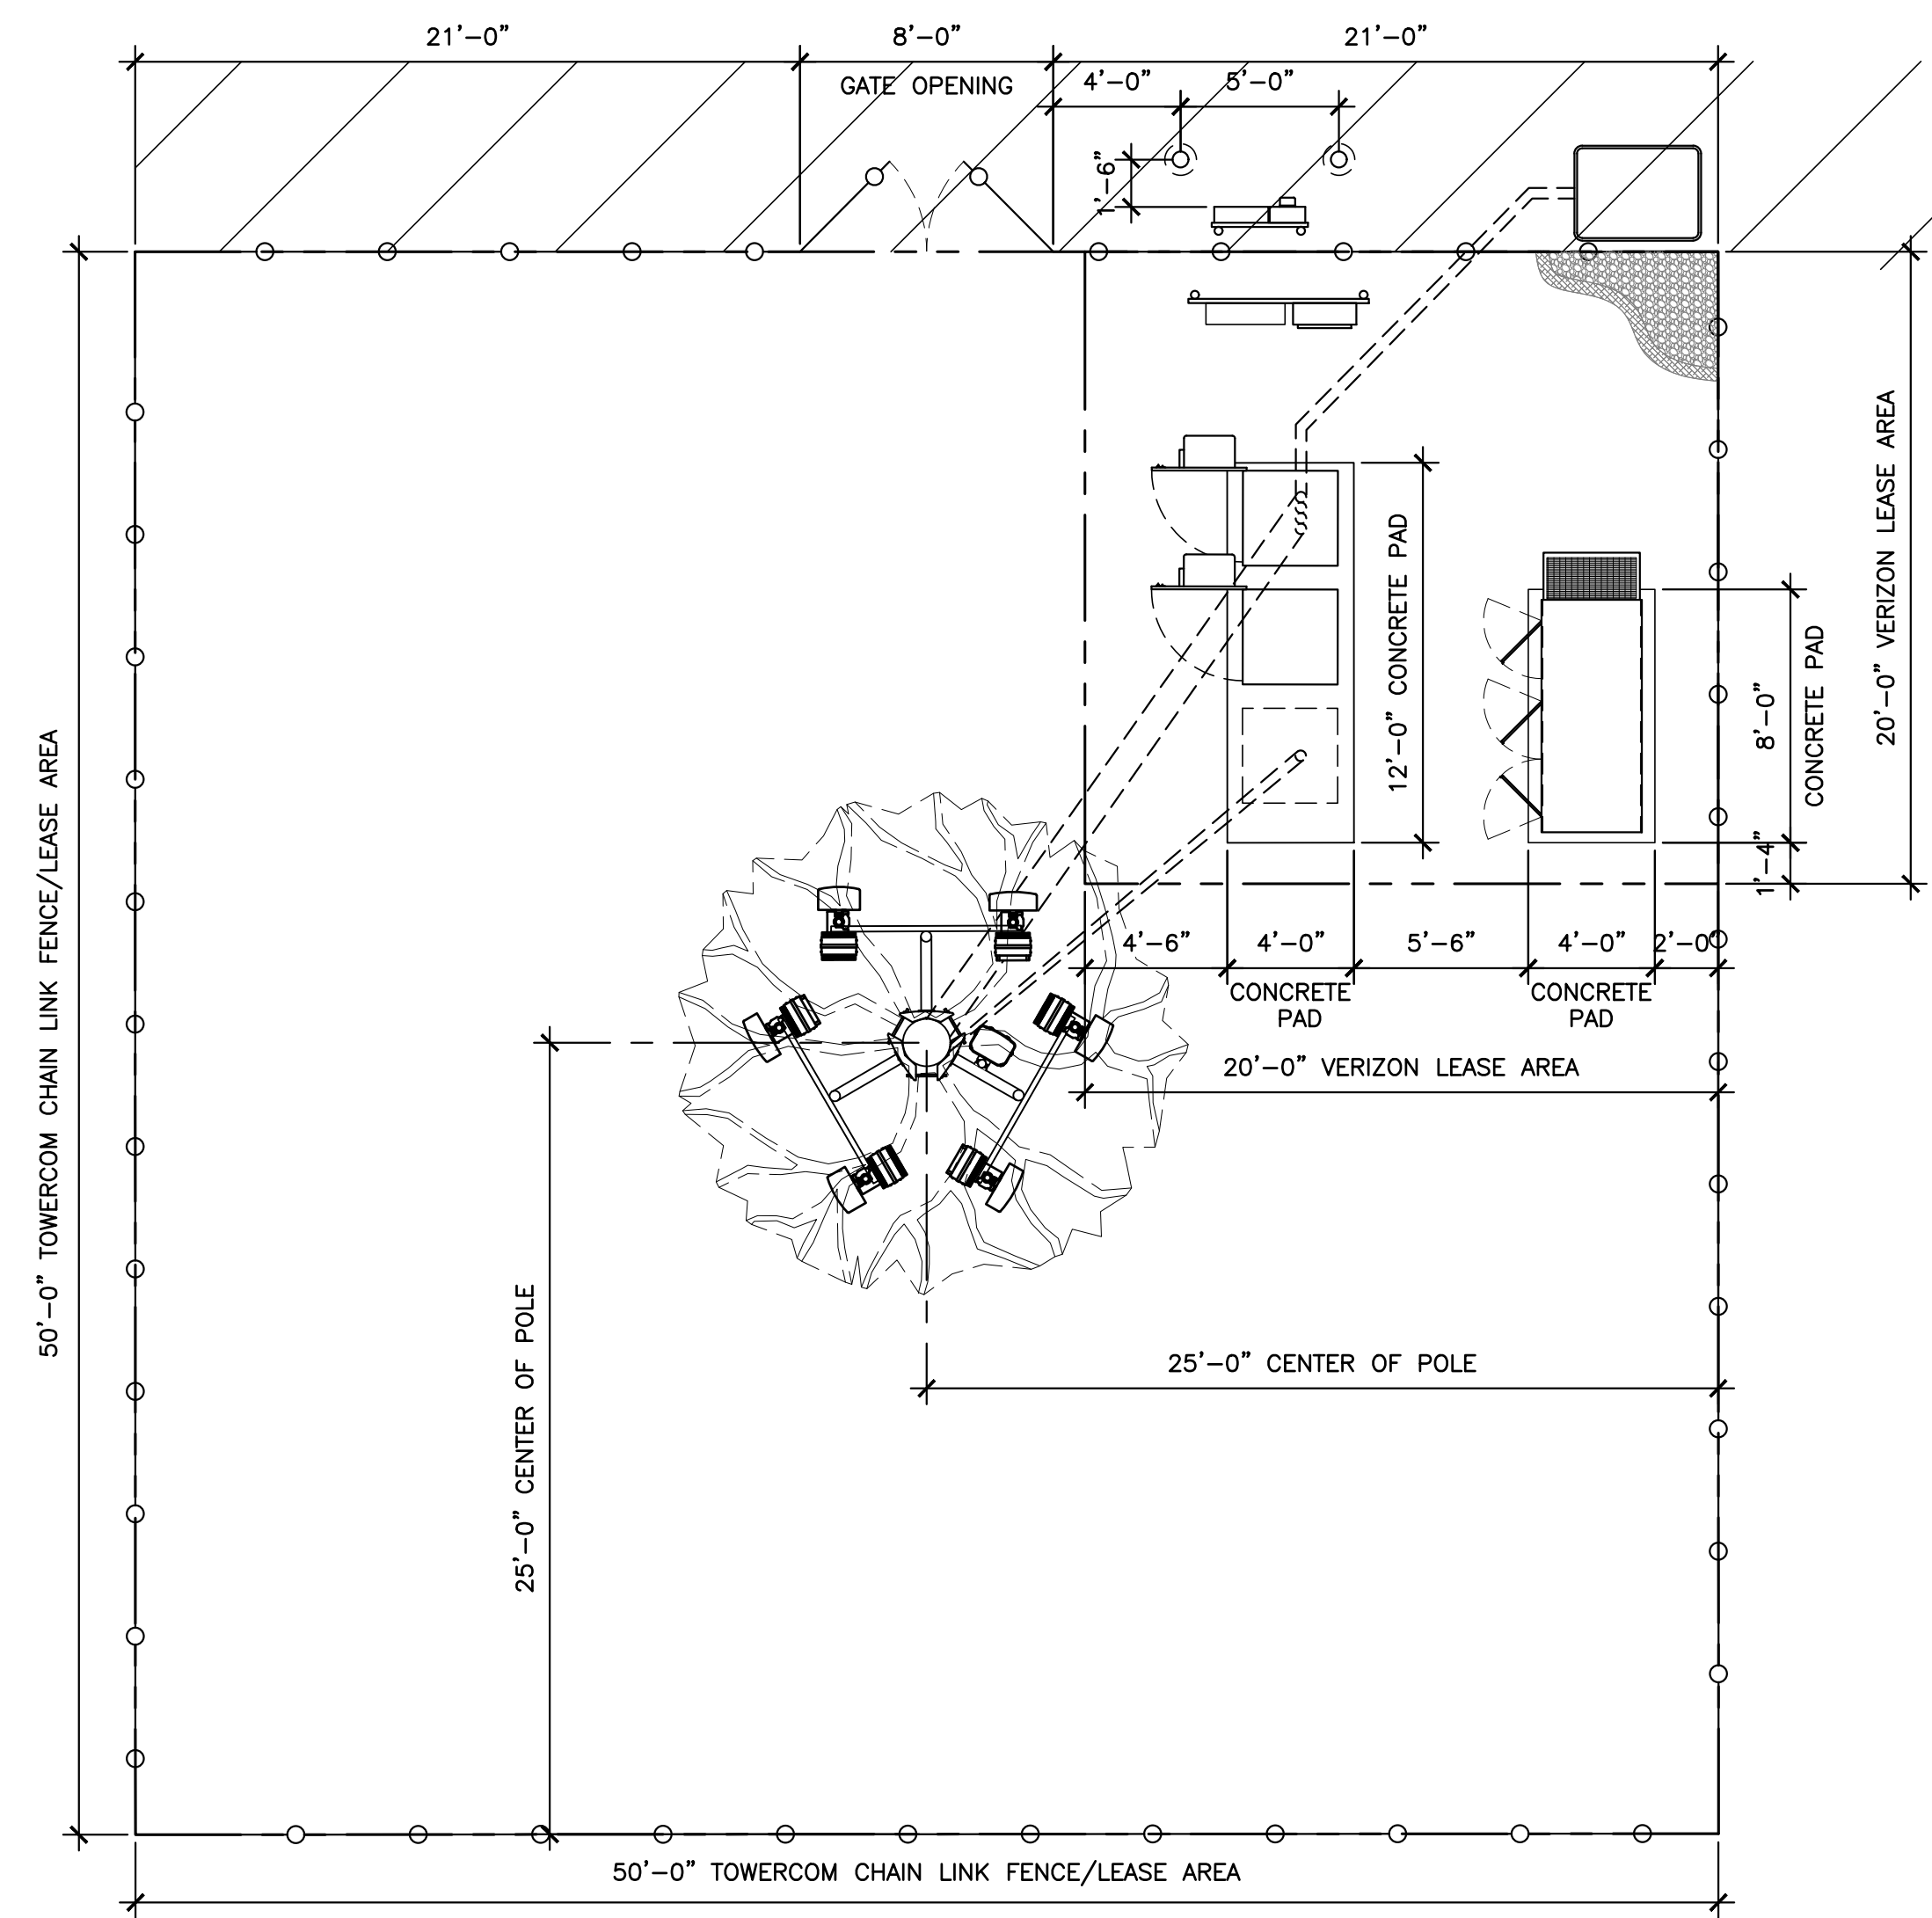 21'-0"
8'-0"
21'-0"
GATE OPENING
4'-0"
5'-0"
1'-6"
20'-0" VERIZON LEASE AREA
12'-0" CONCRETE PAD
8'-0"
CONCRETE PAD
1'-4"
50'-0" TOWERCOM CHAIN LINK FENCE/LEASE AREA
4'-6"
4'-0"
5'-6"
4'-0"
2'-0"
CONCRETE
PAD
CONCRETE
PAD
20'-0" VERIZON LEASE AREA
25'-0" CENTER OF POLE
25'-0" CENTER OF POLE
50'-0" TOWERCOM CHAIN LINK FENCE/LEASE AREA